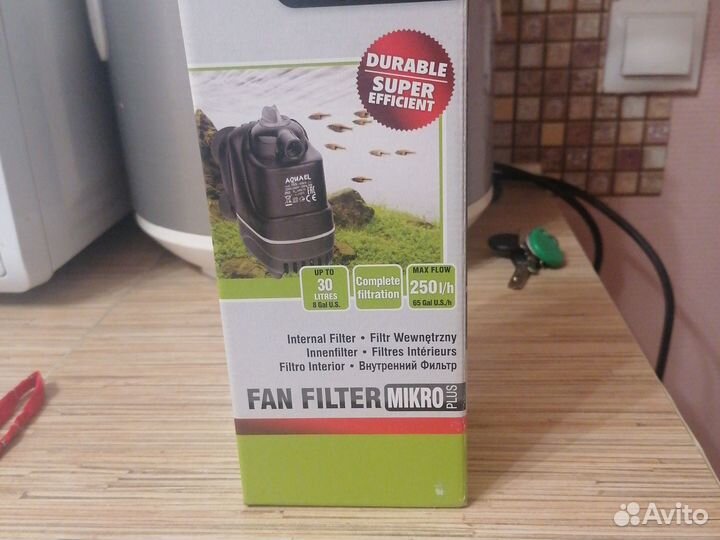 DURABLE
SUPER
EFFICIENT
AQUAEL
UP TO
30
LITRES
8 Gal U.S.
Complete
filtration
MAX FLOW
250 l/h
65 Gal U.S./h
Internal Filter • Filtr Wewnętrzny
Innenfilter • Filtres Intérieurs
Filtro Interior • Внутренний Фильтр
FAN FILTER MIKRO PLUS
Avito